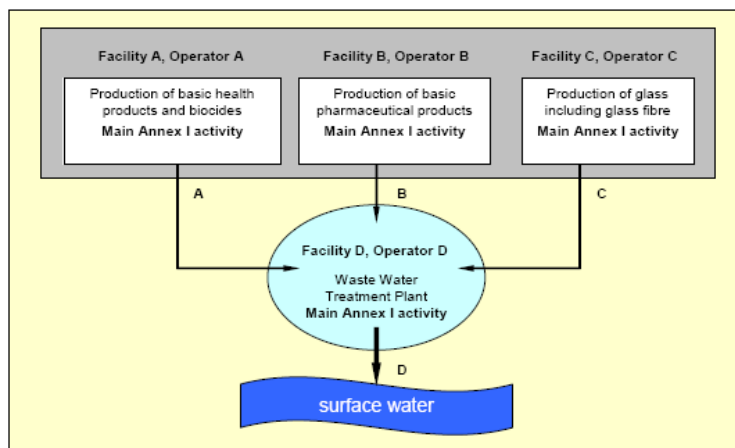 Facility A, Operator A
Production of basic health
products and biocides
Main Annex I activity
Facility B, Operator B
Production of basic
pharmaceutical products
Main Annex I activity
Facility C, Operator C
Production of glass
including glass fibre
Main Annex I activity
A
B
C
Facility D, Operator D
Waste Water
Treatment Plant
Main Annex I activity
D
surface water